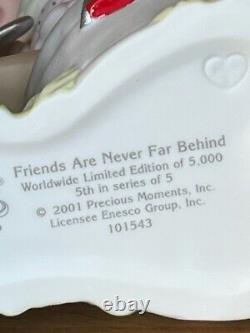 Friends Are Never Far Behind
Worldwide Limited Edition of 5,000
5th in series of 5
© 2001 Precious Moments, Inc.
Licensee Enesco Group, Inc.
101543
ebay